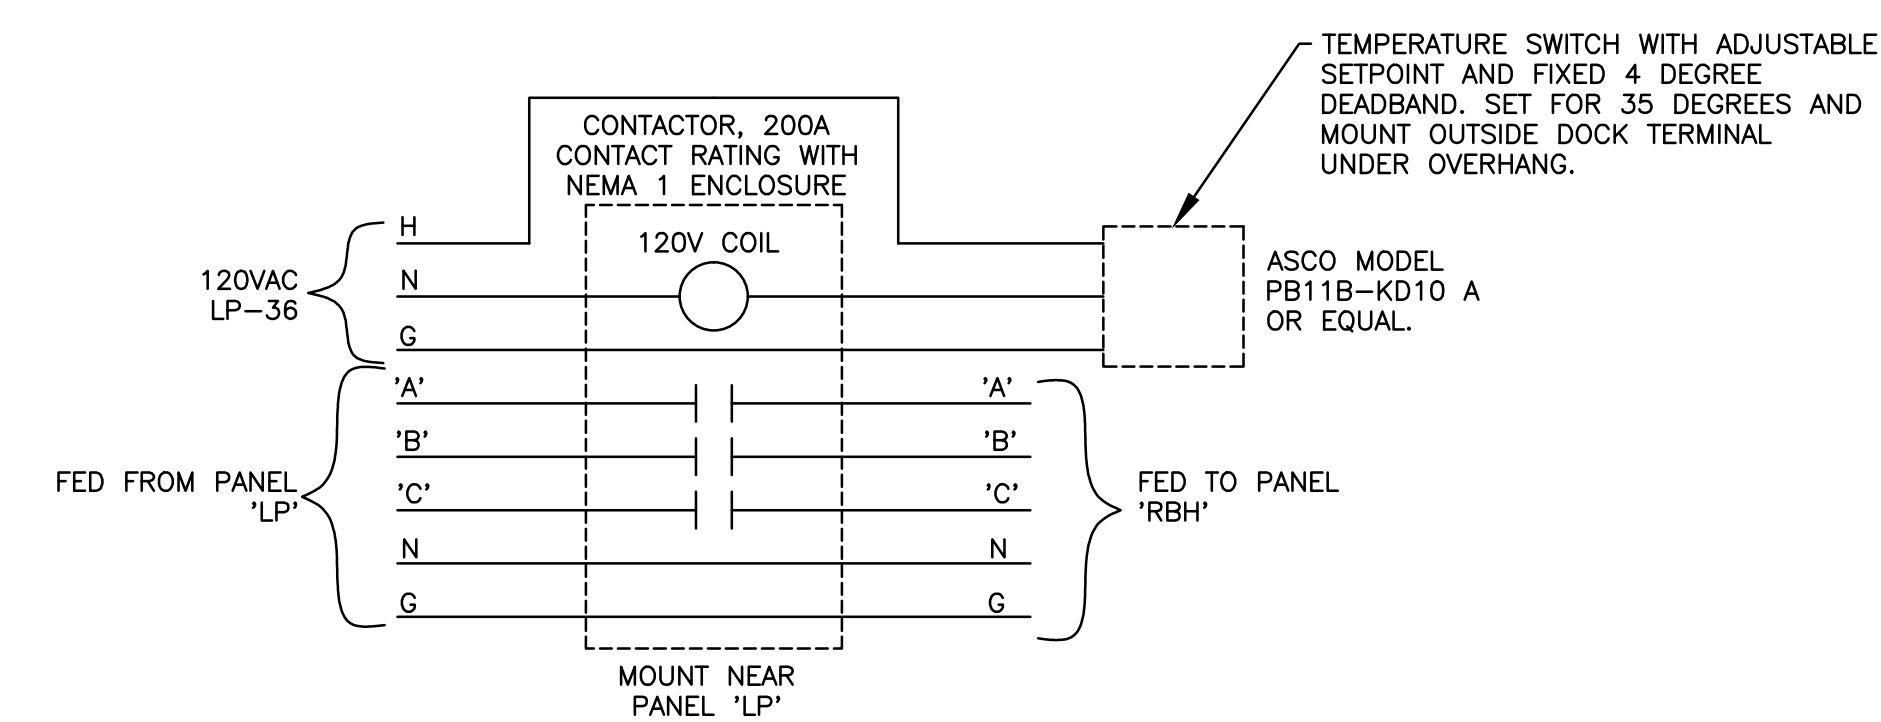 TEMPERATURE SWITCH WITH ADJUSTABLE
SETPOINT AND FIXED 4 DEGREE
DEADBAND. SET FOR 35 DEGREES AND
MOUNT OUTSIDE DOCK TERMINAL
UNDER OVERHANG.
CONTACTOR, 200A
CONTACT RATING WITH
NEMA 1 ENCLOSURE
120V COIL
H
N
G
120VAC
LP-36
ASCO MODEL
PB11B-KD10 A
OR EQUAL.
'A' 'A'
'B' 'B'
'C' 'C'
N N
G G
FED FROM PANEL
'LP'
FED TO PANEL
'RBH'
MOUNT NEAR
PANEL 'LP'